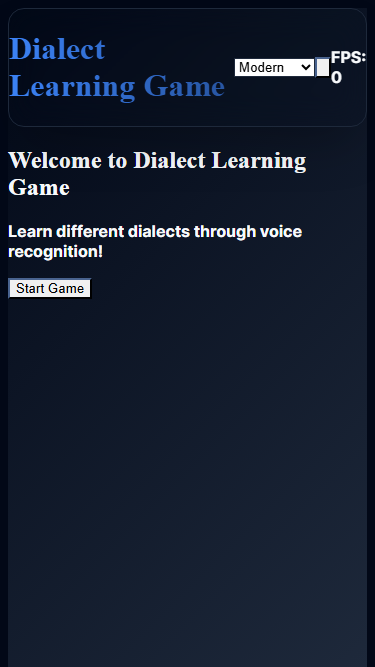 Dialect
Learning Game
Modern
FPS:
0
Welcome to Dialect Learning
Game
Learn different dialects through voice
recognition!
Start Game